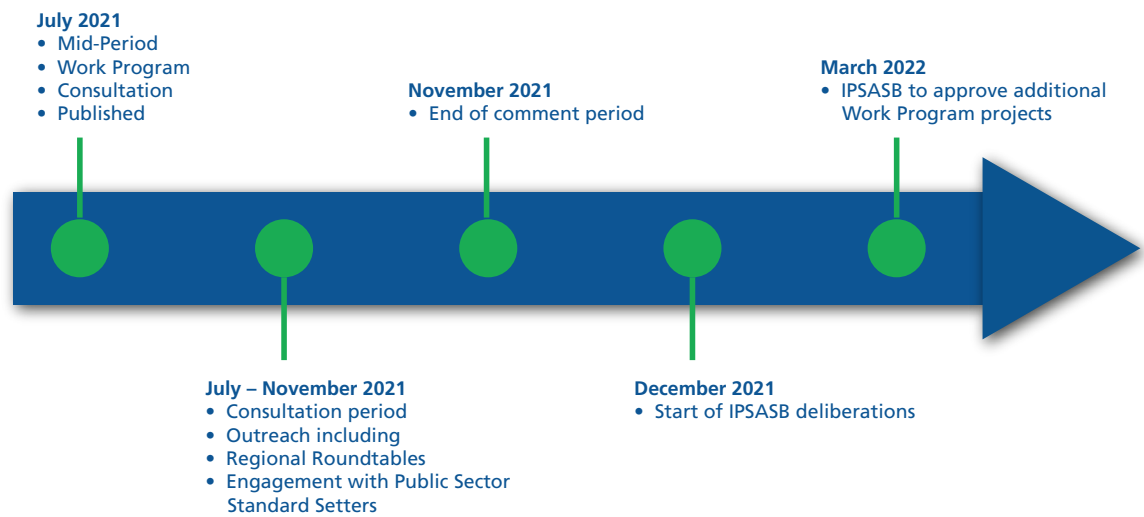 July 2021
• Mid-Period
• Work Program
• Consultation
• Published
July – November 2021
• Consultation period
• Outreach including
• Regional Roundtables
• Engagement with Public Sector
Standard Setters
November 2021
• End of comment period
December 2021
• Start of IPSASB deliberations
March 2022
• IPSASB to approve additional
Work Program projects